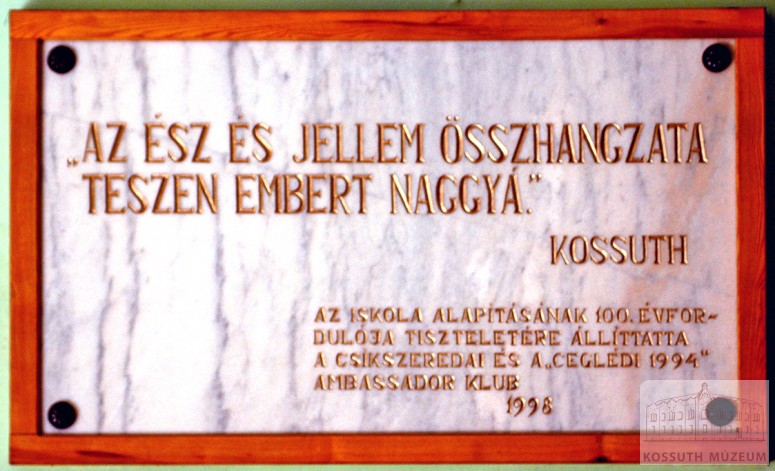 „AZ ÉSZ ÉS JELLEM ÖSSZHANGZATA
TESZEN EMBERT NAGGYÁ.”
KOSSUTH
AZ ISKOLA ALAPÍTÁSÁNAK 100. ÉVFOR-
DULÓJA TISZTELETÉRE ÁLLÍTTATTA
A CSÍKSZEREDAI ÉS A „CEGLÉDI 1994”
AMBASSADOR KLUB
1998
KOSSUTH MÚZEUM